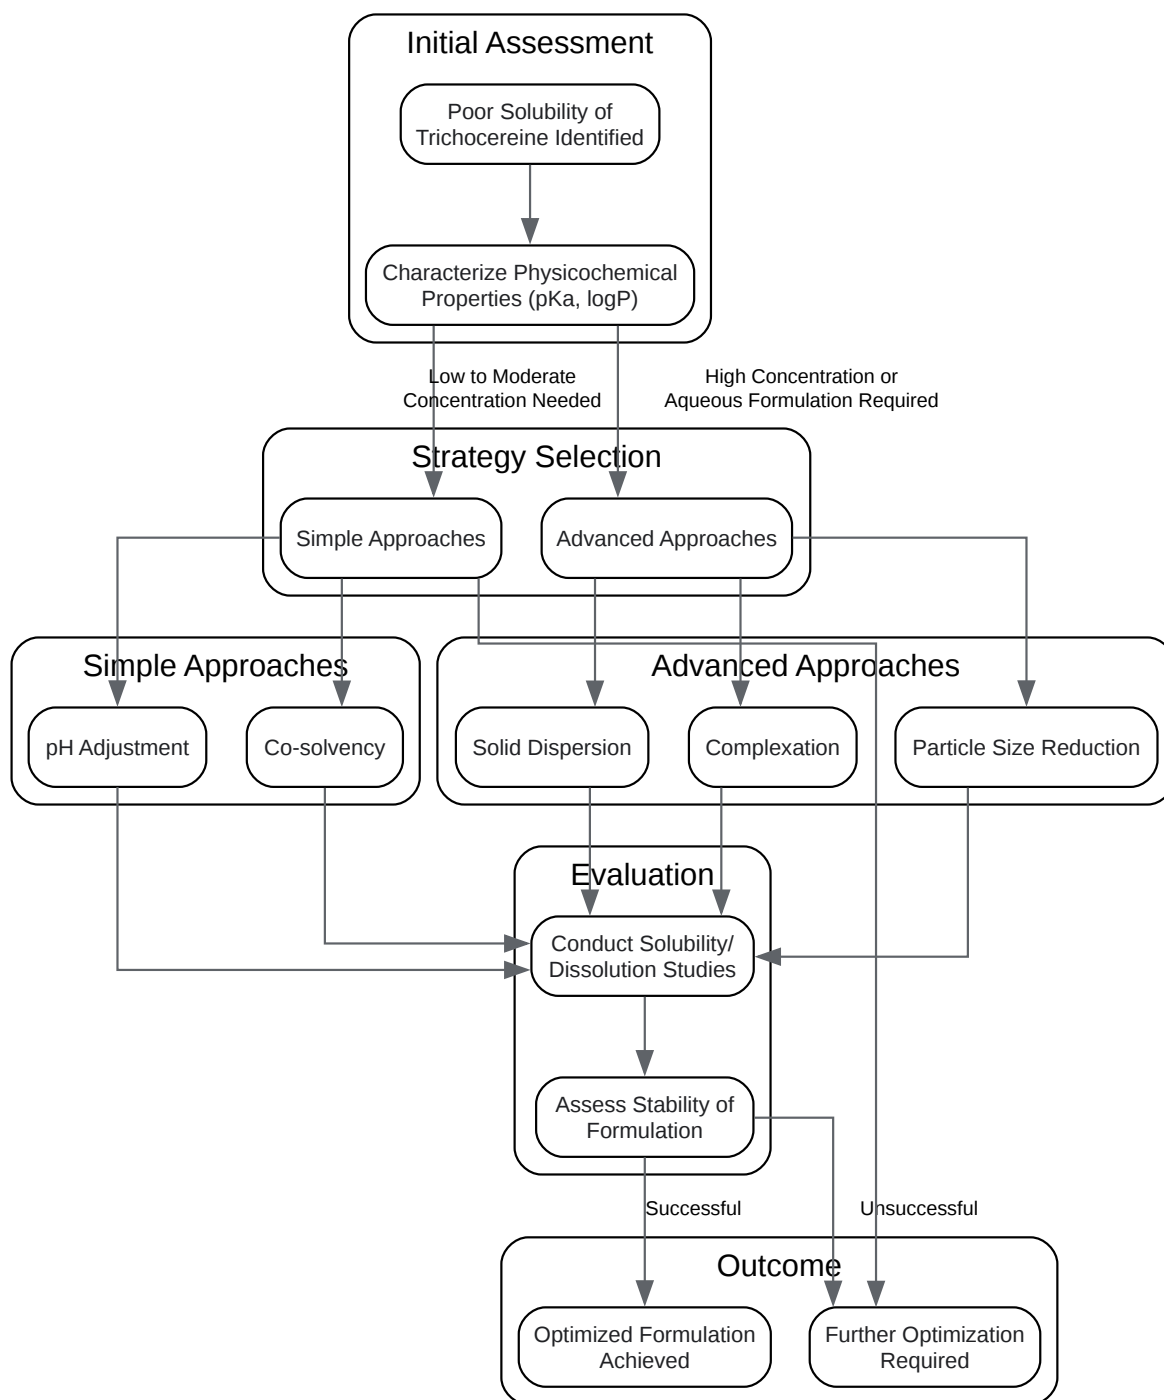 Initial Assessment
Poor Solubility of
Trichocereine Identified
Characterize Physicochemical
Properties (pKa, logP)
Low to Moderate
Concentration Needed
High Concentration or
Aqueous Formulation Required
Strategy Selection
Simple Approaches
Advanced Approaches
Simple Approaches
Advanced Approaches
pH Adjustment
Co-solvency
Solid Dispersion
Complexation
Particle Size Reduction
Evaluation
Conduct Solubility/
Dissolution Studies
Assess Stability of
Formulation
Successful
Unsuccessful
Outcome
Optimized Formulation
Achieved
Further Optimization
Required